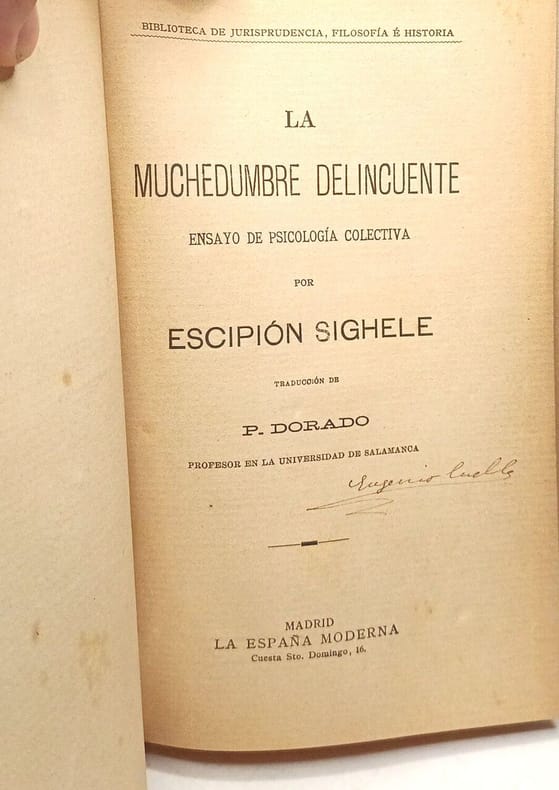 BIBLIOTECA DE JURISPRUDENCIA, FILOSOFÍA É HISTORIA
LA
MUCHEDUMBRE DELINCUENTE
ENSAYO DE PSICOLOGÍA COLECTIVA
POR
ESCIPIÓN SIGHELE
TRADUCCIÓN DE
P. DORADO
PROFESOR EN LA UNIVERSIDAD DE SALAMANCA
Eugenio
MADRID
LA ESPAÑA MODERNA
Cuesta Sto. Domingo, 16.